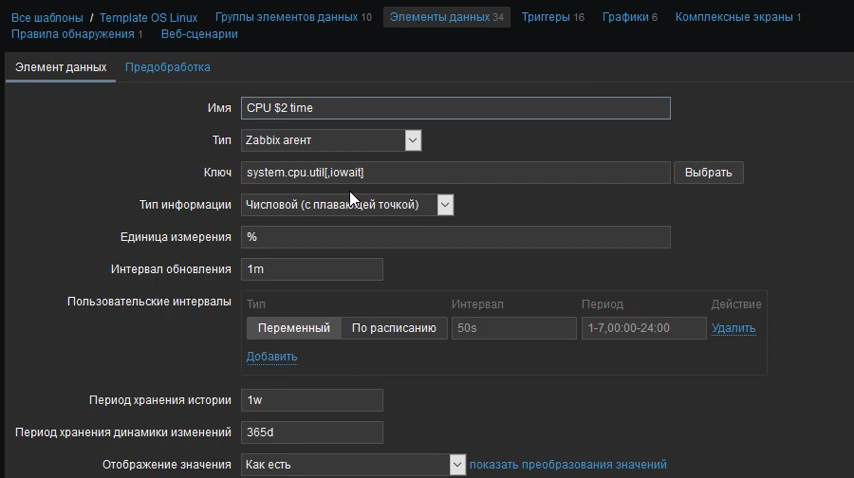 Все шаблоны / Template OS Linux Группы элементов данных 10 Элементы данных 34 Триггеры 16 Графики 6 Комплексные экраны 1
Правила обнаружения 1 Веб-сценарии
Элемент данных Предобработка
Имя CPU $2 time
Тип Zabbix агент
Ключ system.cpu.util[,iowait] Выбрать
Тип информации Числовой (с плавающей точкой)
Единица измерения %
Интервал обновления 1m
Пользовательские интервалы Тип Интервал Период Действие
Переменный По расписанию 50s 1-7,00:00-24:00 Удалить
Добавить
Период хранения истории 1w
Период хранения динамики изменений 365d
Отображение значения Как есть показать преобразования значений